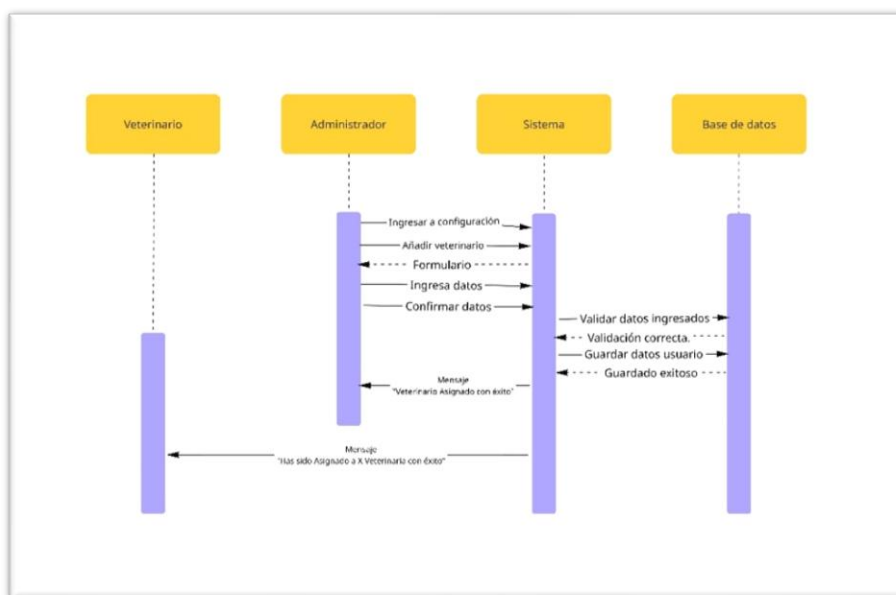 Veterinario
Administrador
Sistema
Base de datos
Ingresar a configuración
Añadir veterinario
Formulario
Ingresa datos
Confirmar datos
Validar datos ingresados
Validación correcta.
Guardar datos usuario
Guardado exitoso
Mensaje
"Veterinario Asignado con éxito"
Mensaje
"Has sido Asignado a X Veterinaria con éxito"